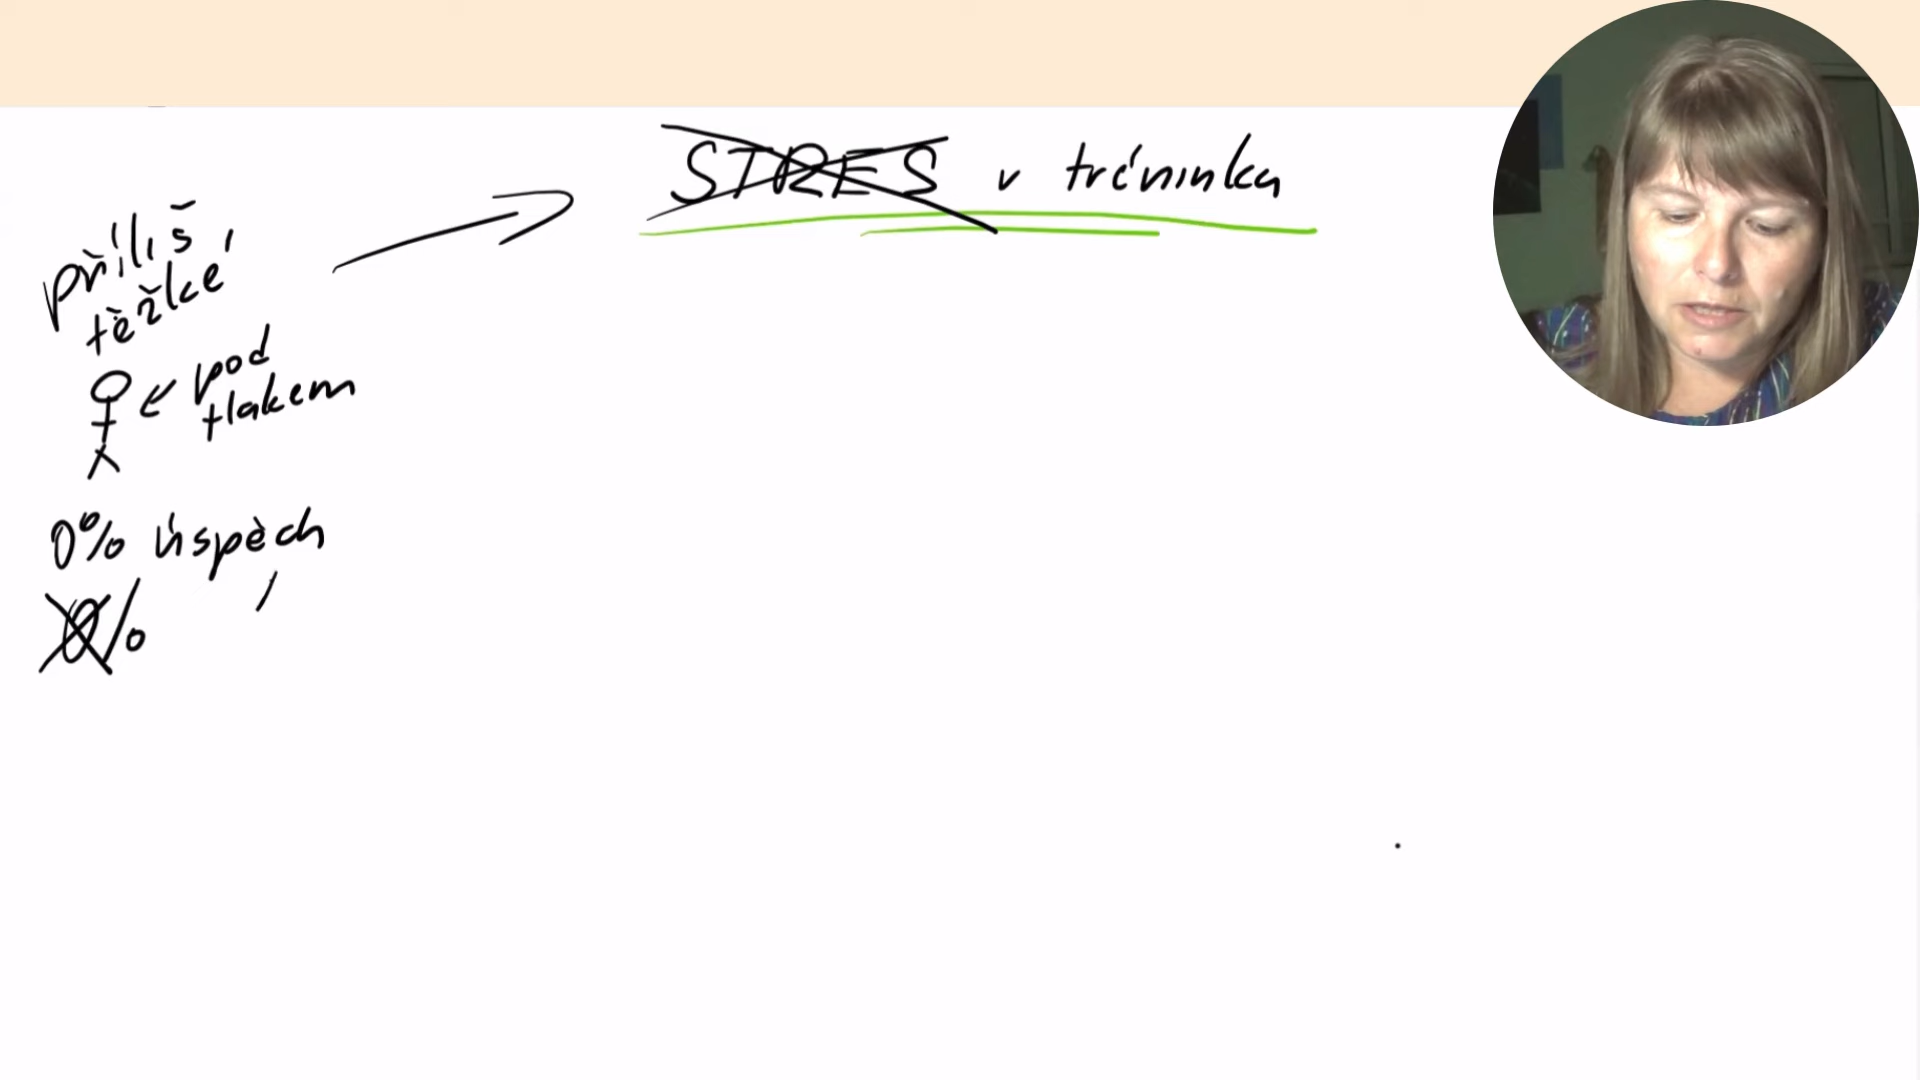 STRES v tréninku
příliš
těžké
pod
tlakem
0% úspěch
0%